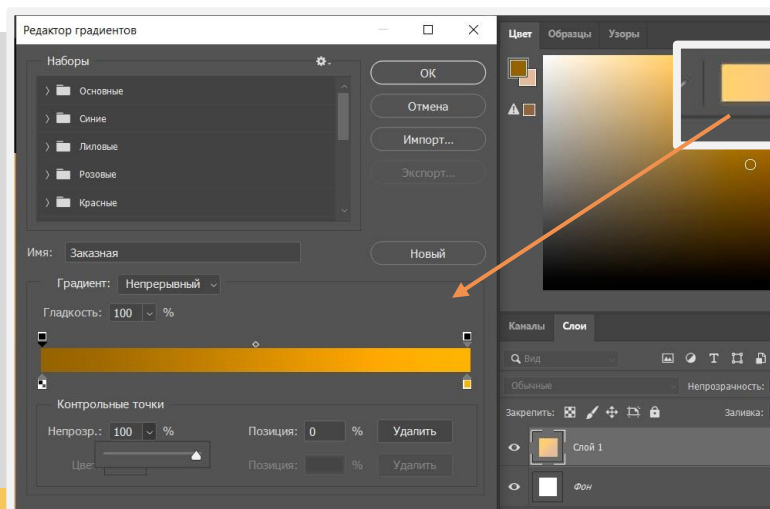 Редактор градиентов
Наборы
Основные
Синие
Лиловые
Розовые
Красные
ОК
Отмена
Импорт...
Экспорт...
Имя: Заказная
Новый
Градиент: Непрерывный
Гладкость: 100 %
Контрольные точки
Непрозр.: 100 %
Позиция: 0 %
Удалить
Цвет
Позиция: %
Удалить
Цвет Образцы Узоры
Каналы Слои
Вид
Обычные
Непрозрачность:
Закрепить:
Заливка:
Слой 1
Фон